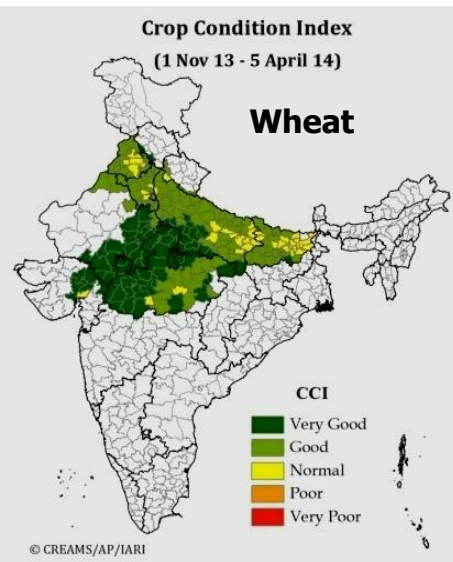 Crop Condition Index
(1 Nov 13 - 5 April 14)
Wheat
CCI
Very Good
Good
Normal
Poor
Very Poor
© CREAMS/AP/IARI